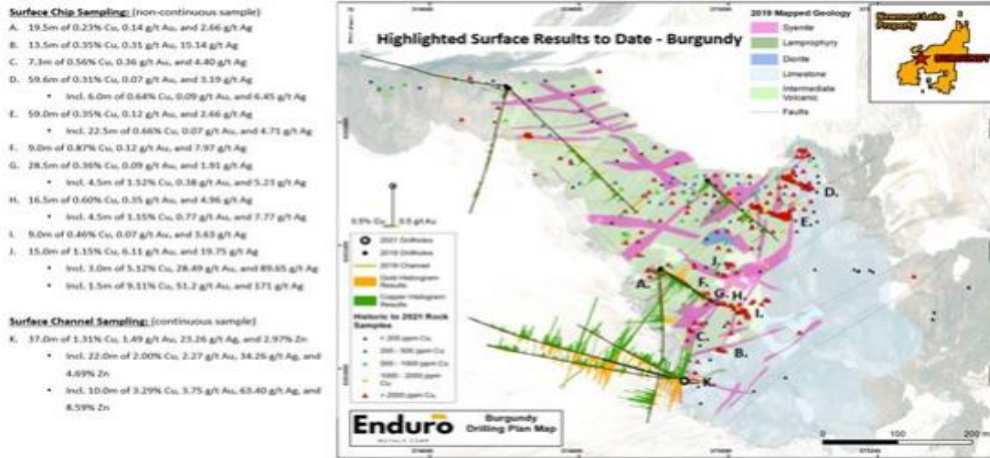 Surface Chip Sampling: (non-continuous sample)
A. 19.5m of 0.23% Cu, 0.14 g/t Au, and 2.66 g/t Ag
B. 13.5m of 0.35% Cu, 0.31 g/t Au, 15.14 g/t Ag
C. 7.3m of 0.56% Cu, 0.36 g/t Au, and 4.40 g/t Ag
D. 59.6m of 0.31% Cu, 0.07 g/t Au, and 3.19 g/t Ag
• Incl. 6.0m of 0.64% Cu, 0.09 g/t Au, and 6.45 g/t Ag
E. 59.0m of 0.35% Cu, 0.12 g/t Au, and 2.66 g/t Ag
• Incl. 22.5m of 0.66% Cu, 0.07 g/t Au, and 4.71 g/t Ag
F. 9.0m of 0.87% Cu, 0.12 g/t Au, and 7.97 g/t Ag
G. 28.5m of 0.36% Cu, 0.09 g/t Au, and 1.91 g/t Ag
• Incl. 4.5m of 1.52% Cu, 0.38 g/t Au, and 5.23 g/t Ag
H. 16.5m of 0.60% Cu, 0.35 g/t Au, and 4.96 g/t Ag
• Incl. 4.5m of 1.15% Cu, 0.77 g/t Au, and 7.77 g/t Ag
I. 9.0m of 0.46% Cu, 0.07 g/t Au, and 3.63 g/t Ag
J. 15.0m of 1.15% Cu, 6.11 g/t Au, and 19.75 g/t Ag
• Incl. 3.0m of 5.12% Cu, 28.49 g/t Au, and 89.65 g/t Ag
• Incl. 1.5m of 9.11% Cu, 51.2 g/t Au, and 171 g/t Ag
Surface Channel Sampling: (continuous sample)
K. 37.0m of 1.31% Cu, 1.49 g/t Au, 23.26 g/t Ag, and 2.97% Zn
• Incl. 22.0m of 2.00% Cu, 2.27 g/t Au, 34.26 g/t Ag, and
4.69% Zn
• Incl. 10.0m of 3.29% Cu, 3.75 g/t Au, 63.40 g/t Ag, and
8.59% Zn
Highlighted Surface Results to Date - Burgundy
2019 Mapped Geology
Syenite
Lamprophyry
Diorite
Limestone
Intermediate
Volcanic
Faults
Newmont Lake
Property
BURGUNDY
D.
E.
J.
A.
F.
G.
H.
I.
C.
B.
K.
0.5% Cu 0.5 g/t Au
2021 Drillholes
2019 Drillholes
2019 Channel
Gold Histogram
Results
Copper Histogram
Results
Historic to 2021 Rock
Samples
< 200 ppm Cu
200 - 500 ppm Cu
500 - 1000 ppm Cu
1000 - 2000 ppm
Cu
> 2000 ppm Cu
Enduro
METALS CORP
Burgundy
Drilling Plan Map
0 100 200 m